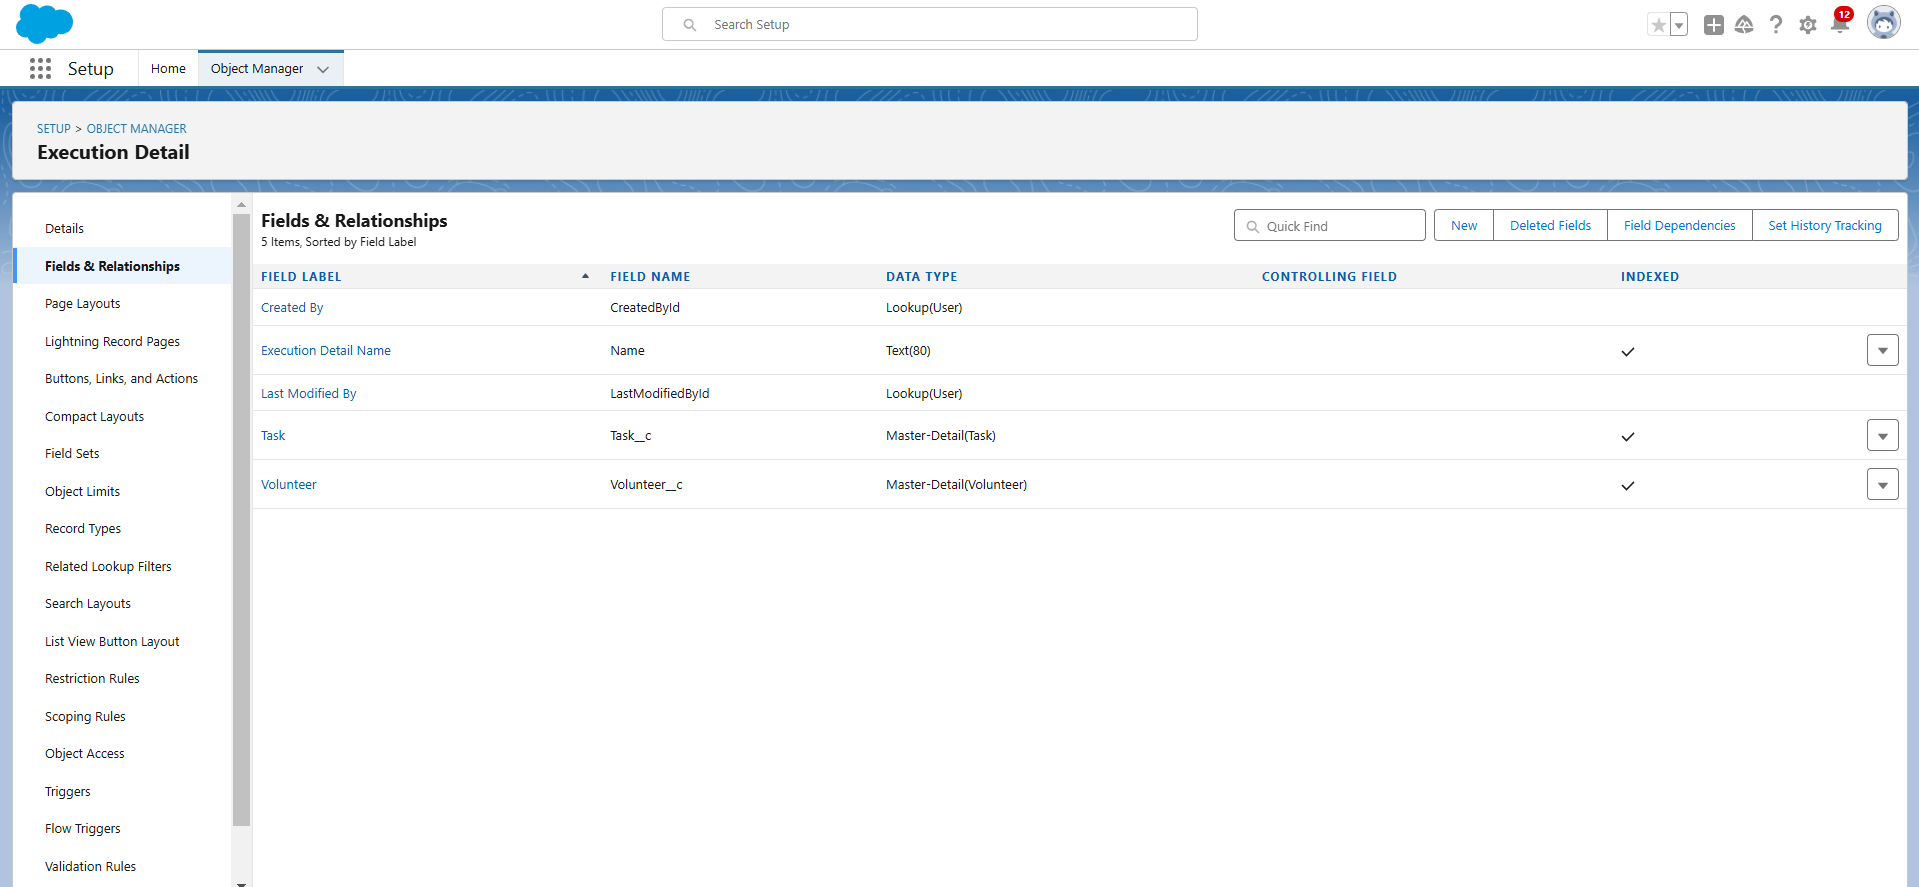 Search Setup
12
Setup
Home
Object Manager
SETUP > OBJECT MANAGER
Execution Detail
Details
Fields & Relationships
Page Layouts
Lightning Record Pages
Buttons, Links, and Actions
Compact Layouts
Field Sets
Object Limits
Record Types
Related Lookup Filters
Search Layouts
List View Button Layout
Restriction Rules
Scoping Rules
Object Access
Triggers
Flow Triggers
Validation Rules
Fields & Relationships
5 Items, Sorted by Field Label
Quick Find
New
Deleted Fields
Field Dependencies
Set History Tracking
FIELD LABEL FIELD NAME DATA TYPE CONTROLLING FIELD INDEXED
Created By CreatedById Lookup(User)
Execution Detail Name Name Text(80)
Last Modified By LastModifiedById Lookup(User)
Task Task__c Master-Detail(Task)
Volunteer Volunteer__c Master-Detail(Volunteer)